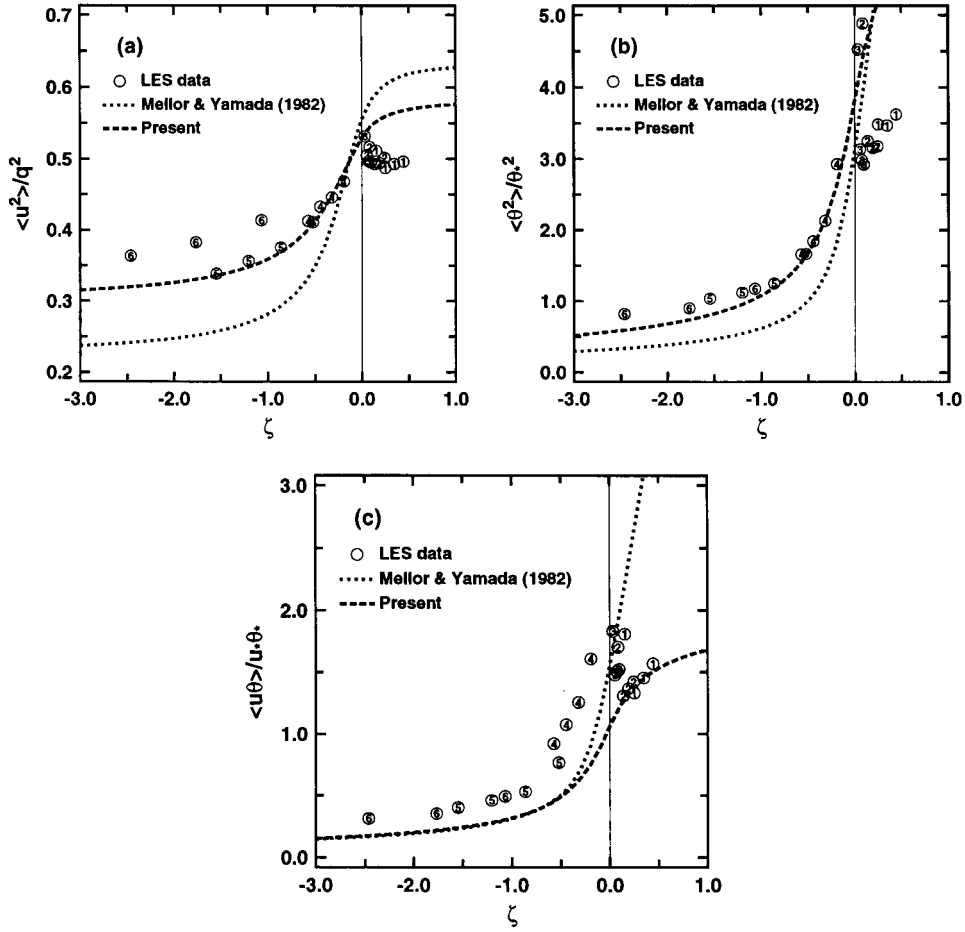 (a)
LES data
Mellor & Yamada (1982)
Present
<u²>/q²
0.7
0.6
0.5
0.4
0.3
0.2
-3.0 -2.0 -1.0 0.0 1.0
ζ
(b)
LES data
Mellor & Yamada (1982)
Present
<θ²>/θ*²
5.0
4.0
3.0
2.0
1.0
0.0
-3.0 -2.0 -1.0 0.0 1.0
ζ
(c)
LES data
Mellor & Yamada (1982)
Present
<uθ>/u*θ*
3.0
2.0
1.0
0.0
-3.0 -2.0 -1.0 0.0 1.0
ζ